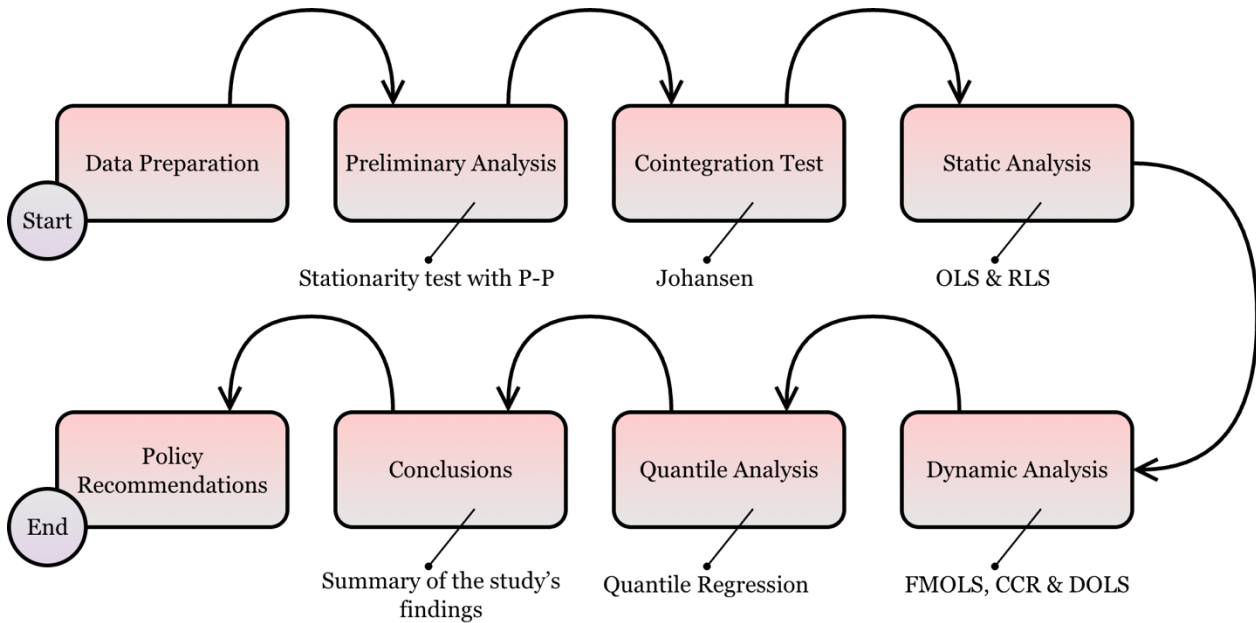 Data Preparation
Preliminary Analysis
Cointegration Test
Static Analysis
Start
Stationarity test with P-P
Johansen
OLS & RLS
Policy
Recommendations
Conclusions
Quantile Analysis
Dynamic Analysis
End
Summary of the study's
findings
Quantile Regression
FMOLS, CCR & DOLS